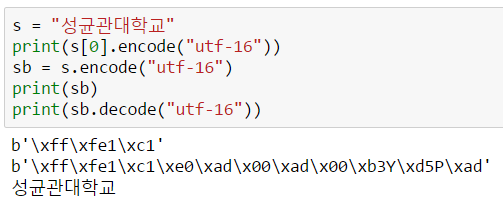 s = "성균관대학교"
print(s[0].encode("utf-16"))
sb = s.encode("utf-16")
print(sb)
print(sb.decode("utf-16"))
b'\xff\xfe1\xc1'
b'\xff\xfe1\xc1\xe0\xad\x00\xad\x00\xb3Y\xd5P\xad'
성균관대학교